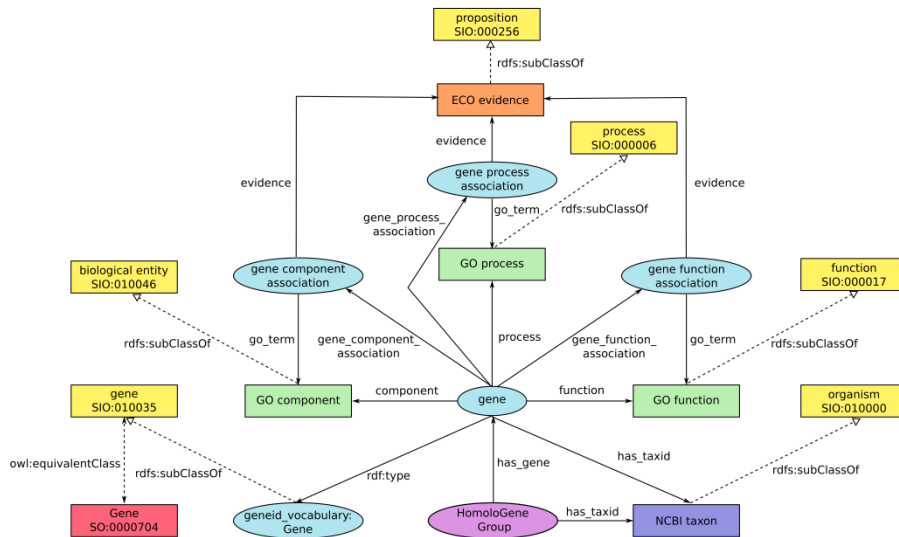 proposition
SIO:000256
rdfs:subClassOf
ECO evidence
process
SIO:000006
evidence
gene process
association
evidence
evidence
rdfs:subClassOf
go_term
gene_process_
association
GO process
biological entity
SIO:010046
gene component
association
gene function
association
function
SIO:000017
go_term
gene_component_
association
process
gene_function_
association
go_term
rdfs:subClassOf
rdfs:subClassOf
gene
SIO:010035
GO component
component
gene
function
GO function
organism
SIO:010000
owl:equivalentClass
rdfs:subClassOf
rdf:type
has_gene
has_taxid
rdfs:subClassOf
Gene
SO:0000704
geneid_vocabulary:
Gene
HomoloGene
Group
has_taxid
NCBI taxon